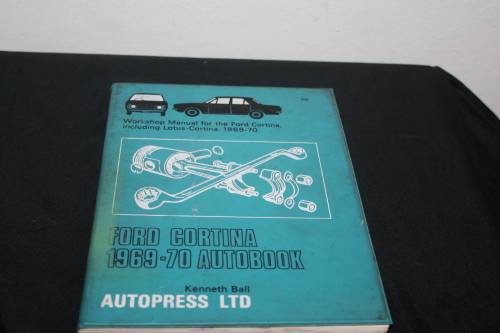 Workshop Manual for the Ford Cortina,
including Lotus-Cortina, 1969-70
FORD CORTINA
1969-70 AUTOBOOK
Kenneth Ball
AUTOPRESS LTD